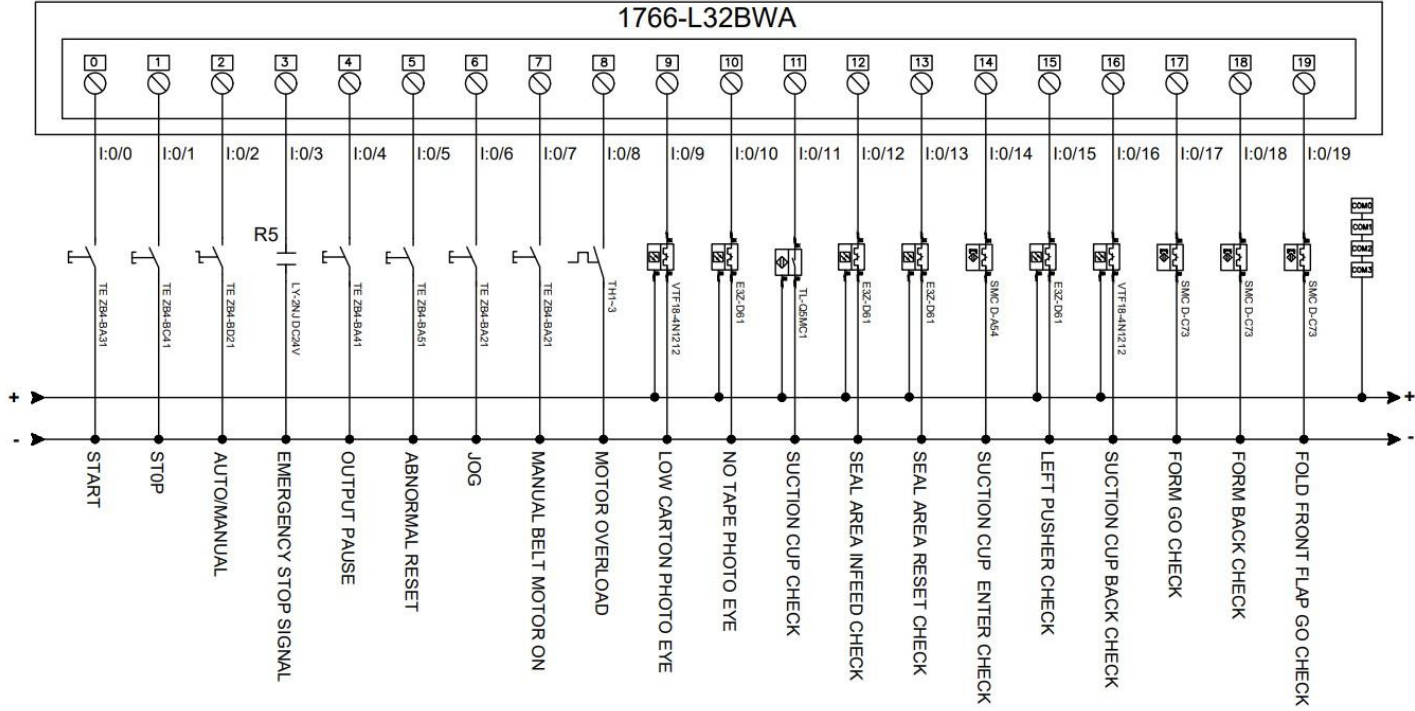 1766-L32BWA
0 1 2 3 4 5 6 7 8 9 10 11 12 13 14 15 16 17 18 19
I:0/0 I:0/1 I:0/2 I:0/3 I:0/4 I:0/5 I:0/6 I:0/7 I:0/8 I:0/9 I:0/10 I:0/11 I:0/12 I:0/13 I:0/14 I:0/15 I:0/16 I:0/17 I:0/18 I:0/19
COM0
COM1
COM2
COM3
R5
TE ZB4-BA31
TE ZB4-BC41
TE ZB4-BD21
LY-2NJ DC24V
TE ZB4-BA41
TE ZB4-BA51
TE ZB4-BA21
TE ZB4-BA21
TH1~3
VTF18-4N1212
E3Z-D61
TL-Q5MC1
E3Z-D61
E3Z-D61
SMC D-A54
E3Z-D61
VTF18-4N1212
SMC D-C73
SMC D-C73
SMC D-C73
+ +
- -
START
ST0P
AUTO/MANUAL
EMERGENCY STOP SIGNAL
OUTPUT PAUSE
ABNORMAL RESET
JOG
MANUAL BELT MOTOR ON
MOTOR OVERLOAD
LOW CARTON PHOTO EYE
NO TAPE PHOTO EYE
SUCTION CUP CHECK
SEAL AREA INFEED CHECK
SEAL AREA RESET CHECK
SUCTION CUP ENTER CHECK
LEFT PUSHER CHECK
SUCTION CUP BACK CHECK
FORM GO CHECK
FORM BACK CHECK
FOLD FRONT FLAP GO CHECK